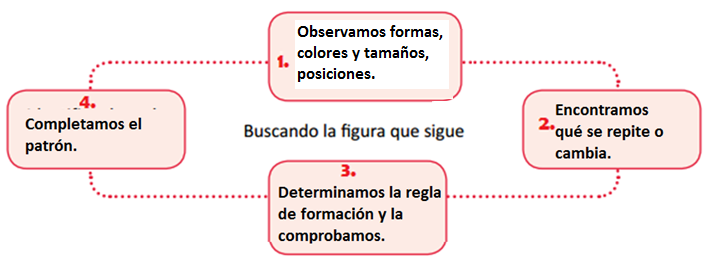 1. Observamos formas,
colores y tamaños,
posiciones.
2. Encontramos
qué se repite o
cambia.
Buscando la figura que sigue
3.
Determinamos la regla
de formación y la
comprobamos.
4.
Completamos el
patrón.